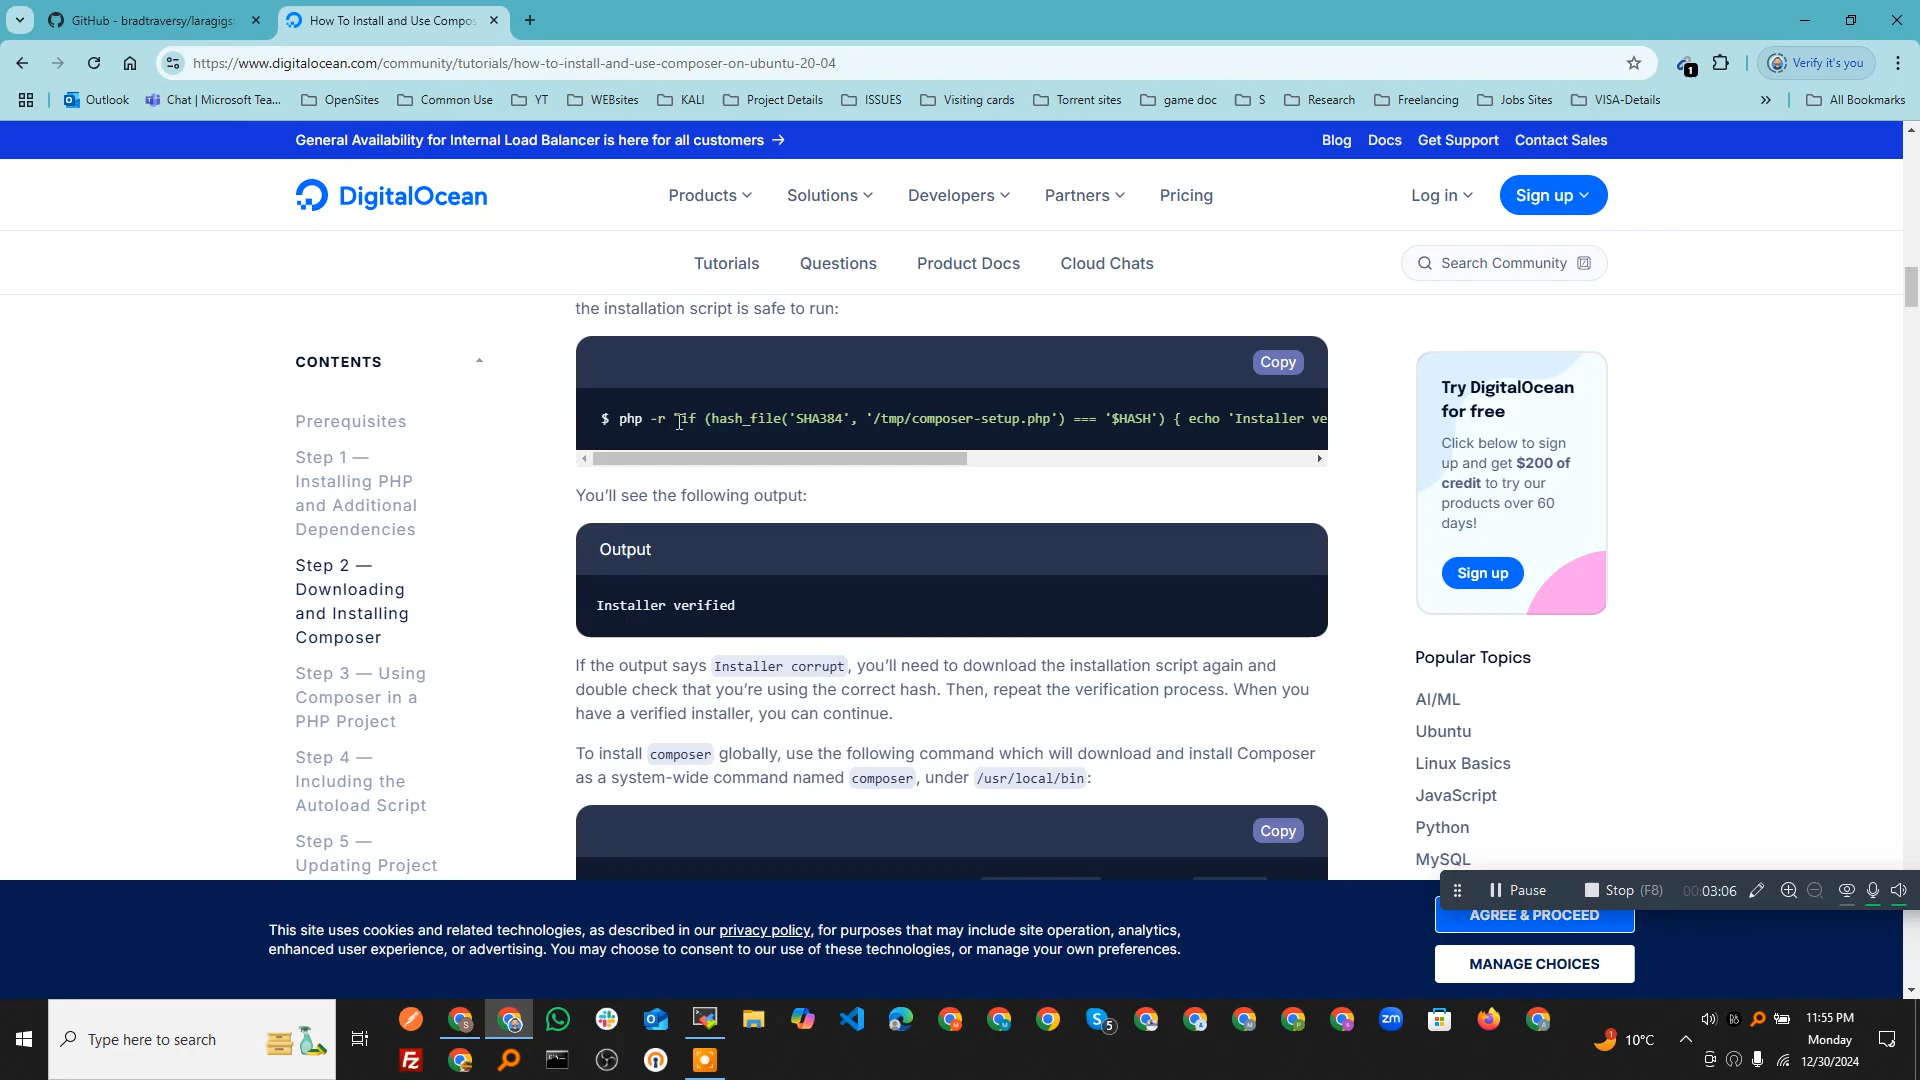 GitHub - bradtraversy/laragigs
How To Install and Use Compos
https://www.digitalocean.com/community/tutorials/how-to-install-and-use-composer-on-ubuntu-20-04
1
Verify it's you
Outlook
Chat | Microsoft Tea...
OpenSites
Common Use
YT
WEBsites
KALI
Project Details
ISSUES
Visiting cards
Torrent sites
game doc
S
Research
Freelancing
Jobs Sites
VISA-Details
All Bookmarks
General Availability for Internal Load Balancer is here for all customers →
Blog
Docs
Get Support
Contact Sales
DigitalOcean
Products
Solutions
Developers
Partners
Pricing
Log in
Sign up
Tutorials
Questions
Product Docs
Cloud Chats
Search Community
the installation script is safe to run:
CONTENTS
Prerequisites
Step 1 —
Installing PHP
and Additional
Dependencies
Step 2 —
Downloading
and Installing
Composer
Step 3 — Using
Composer in a
PHP Project
Step 4 —
Including the
Autoload Script
Step 5 —
Updating Project
Copy
$ php -r "if (hash_file('SHA384', '/tmp/composer-setup.php') === '$HASH') { echo 'Installer ve
You'll see the following output:
Output
Installer verified
If the output says Installer corrupt, you'll need to download the installation script again and
double check that you're using the correct hash. Then, repeat the verification process. When you
have a verified installer, you can continue.
To install composer globally, use the following command which will download and install Composer
as a system-wide command named composer, under /usr/local/bin:
Copy
Try DigitalOcean
for free
Click below to sign
up and get $200 of
credit to try our
products over 60
days!
Sign up
Popular Topics
AI/ML
Ubuntu
Linux Basics
JavaScript
Python
MySQL
Pause
Stop (F8)
00:03:06
This site uses cookies and related technologies, as described in our privacy policy, for purposes that may include site operation, analytics,
enhanced user experience, or advertising. You may choose to consent to our use of these technologies, or manage your own preferences.
AGREE & PROCEED
MANAGE CHOICES
Type here to search
5
zm
Fz
1
10°C
11:55 PM
Monday
12/30/2024